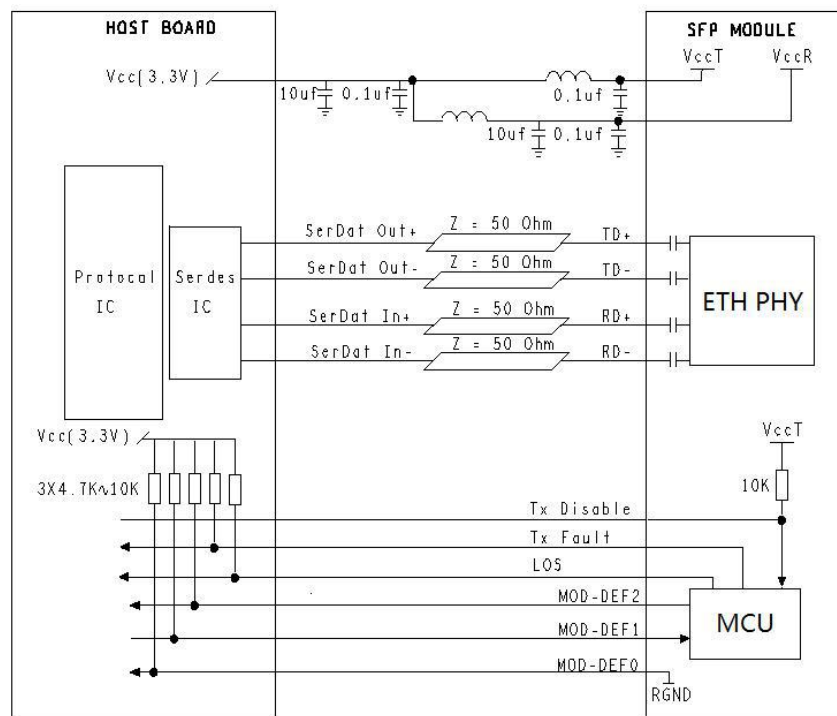 HOST BOARD
SFP MODULE
VccT
VccR
Vcc(3.3V)
10uf
0.1uf
0.1uf
10uf
0.1uf
SerDat Out+
Z = 50 Ohm
TD+
SerDat Out-
Z = 50 Ohm
TD-
SerDat In+
Z = 50 Ohm
RD+
SerDat In-
Z = 50 Ohm
RD-
Protocal
IC
Serdes
IC
ETH PHY
Vcc(3.3V)
VccT
3X4.7K∿10K
10K
Tx Disable
Tx Fault
LOS
MOD-DEF2
MOD-DEF1
MOD-DEF0
MCU
RGND